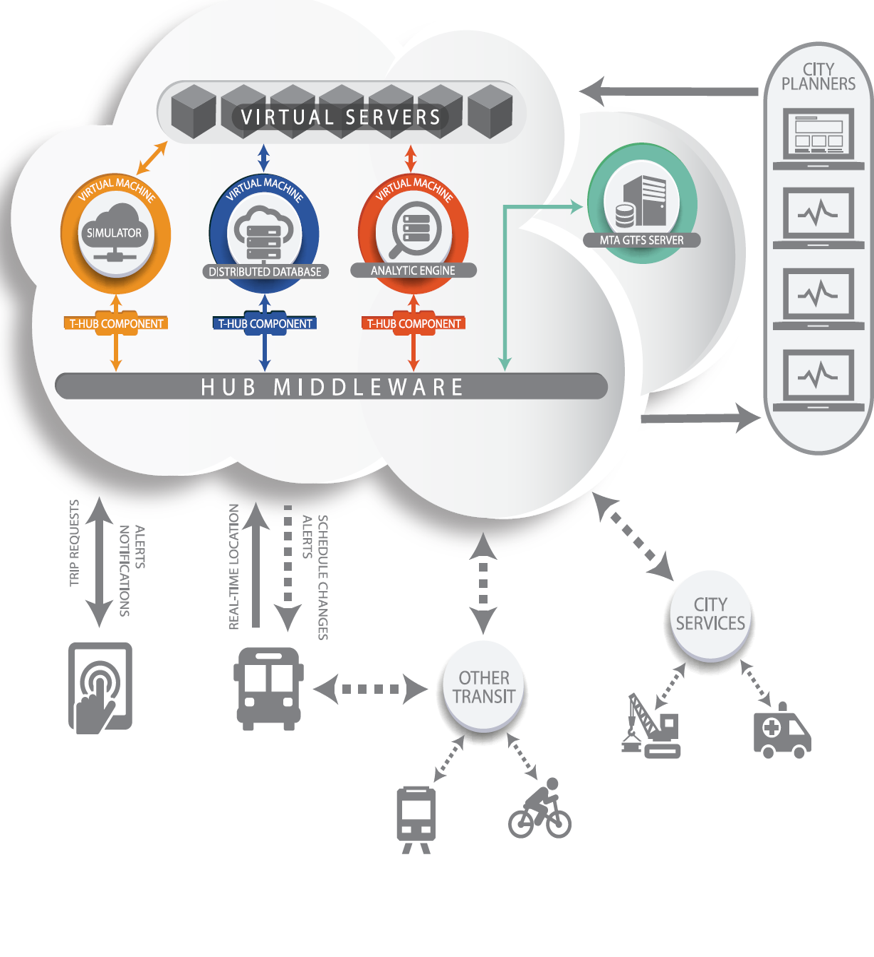 CITY
PLANNERS
VIRTUAL SERVERS
VIRTUAL MACHINE
SIMULATOR
T-HUB COMPONENT
VIRTUAL MACHINE
DISTRIBUTED DATABASE
T-HUB COMPONENT
VIRTUAL MACHINE
ANALYTIC ENGINE
T-HUB COMPONENT
MTA GTFS SERVER
HUB MIDDLEWARE
TRIP REQUESTS
ALERTS
NOTIFICATIONS
REAL-TIME LOCATION
SCHEDULE CHANGES
ALERTS
OTHER
TRANSIT
CITY
SERVICES